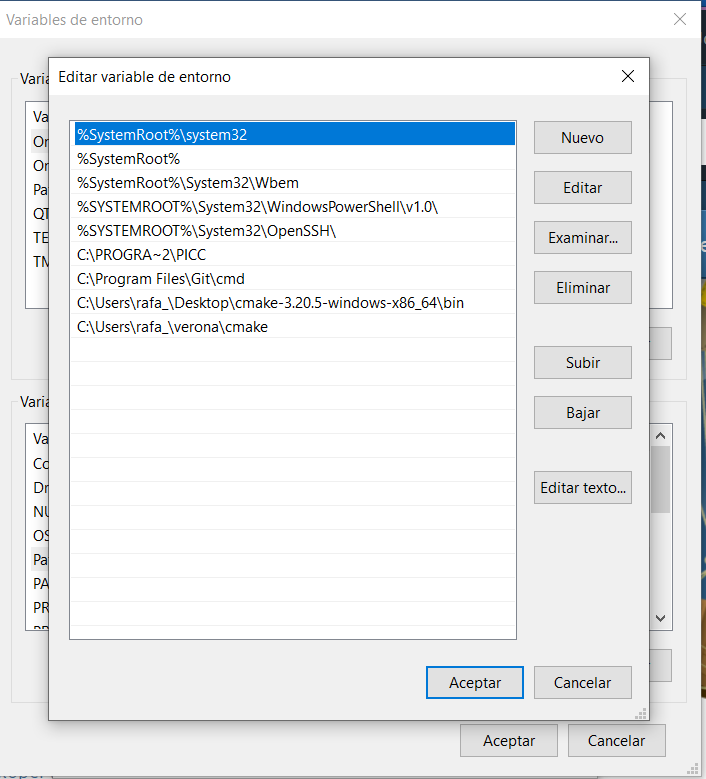 Variables de entorno
Editar variable de entorno
Varia
Va
On
On
Pa
QT
TE
TM
%SystemRoot%\system32
%SystemRoot%
%SystemRoot%\System32\Wbem
%SYSTEMROOT%\System32\WindowsPowerShell\v1.0\
%SYSTEMROOT%\System32\OpenSSH\
C:\PROGRA~2\PICC
C:\Program Files\Git\cmd
C:\Users\rafa_\Desktop\cmake-3.20.5-windows-x86_64\bin
C:\Users\rafa_\verona\cmake
Nuevo
Editar
Examinar...
Eliminar
Subir
Bajar
Editar texto...
Varia
Va
Co
Dr
NU
OS
Pa
PA
PR
Aceptar
Cancelar
Aceptar
Cancelar